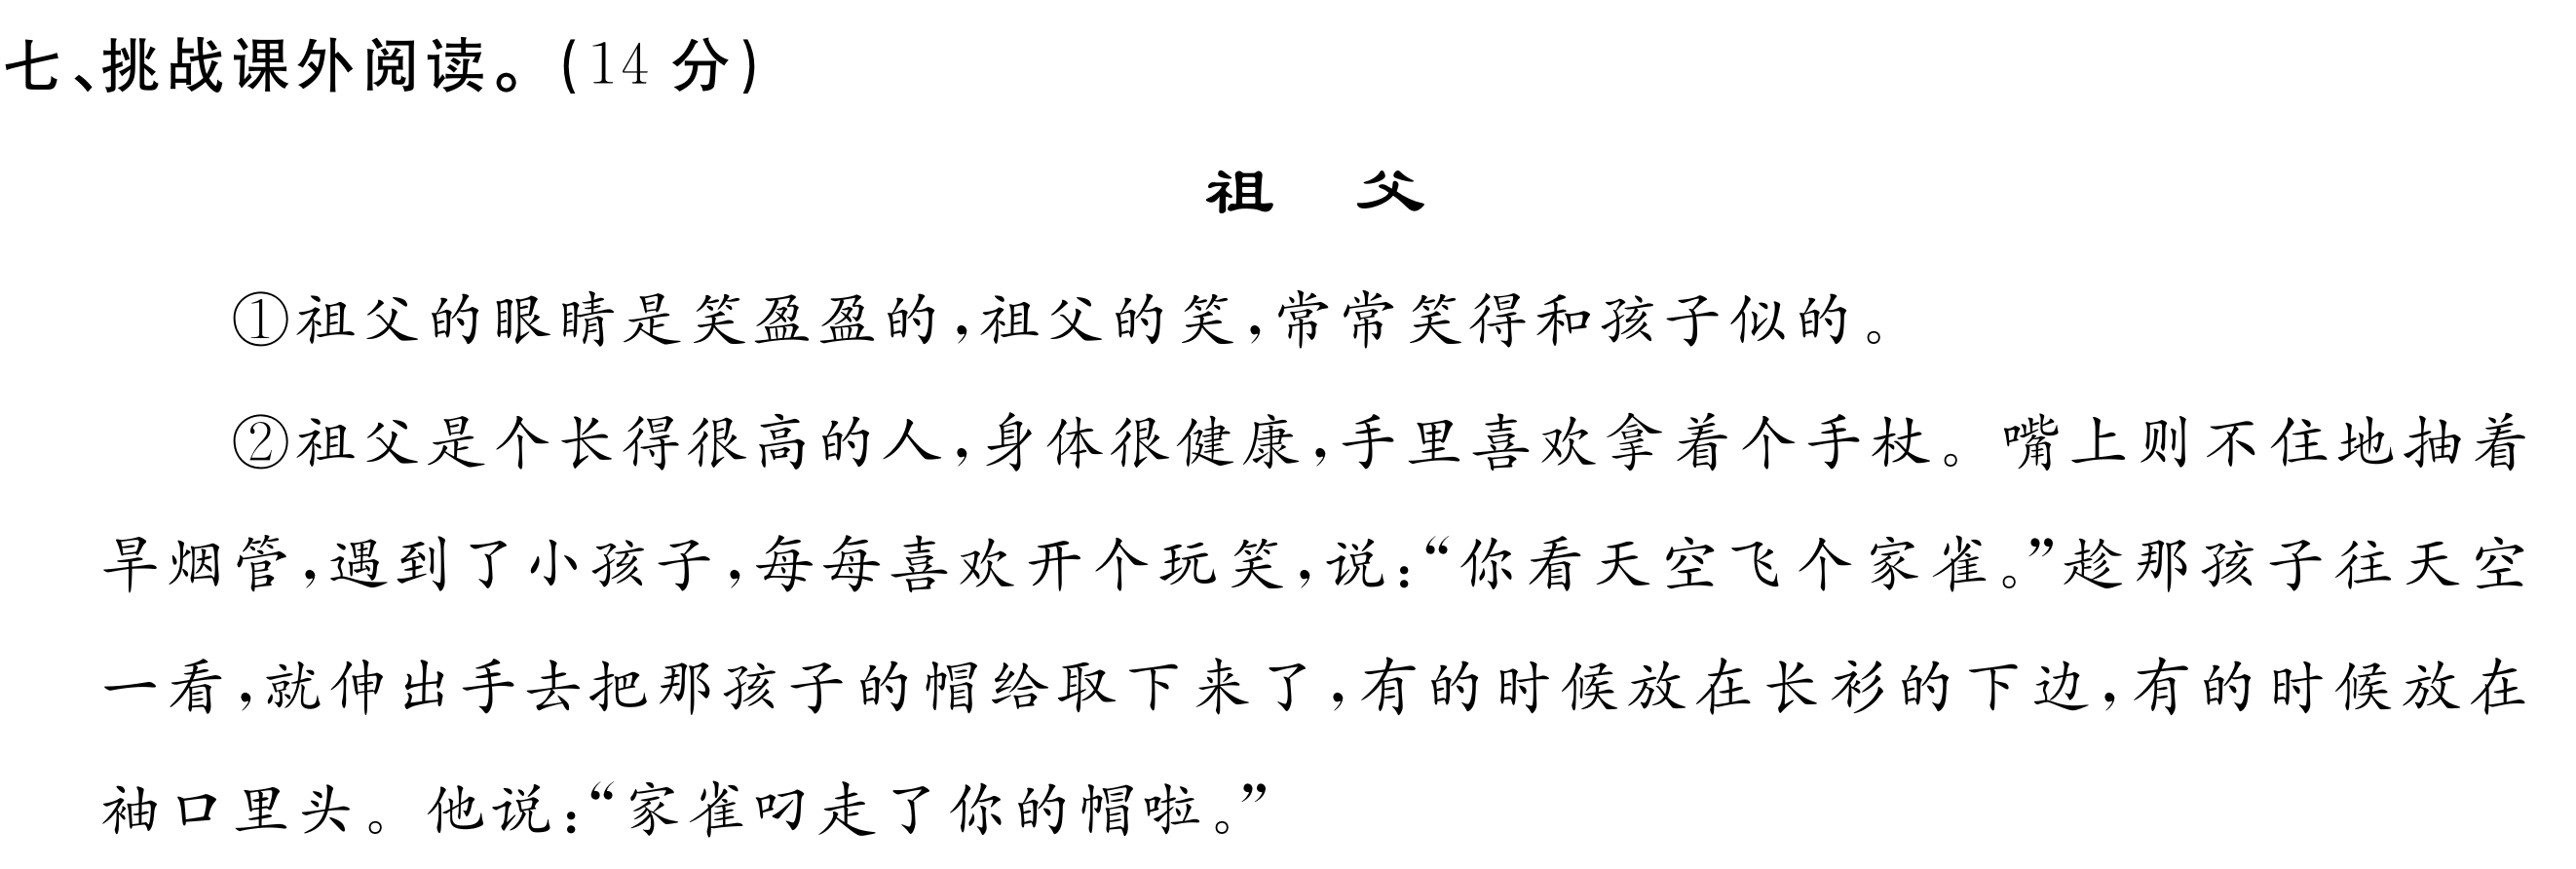 七、挑战课外阅读。(14 分)
祖 父
①祖父的眼睛是笑盈盈的,祖父的笑,常常笑得和孩子似的。
②祖父是个长得很高的人,身体很健康,手里喜欢拿着个手杖。嘴上则不住地抽着
旱烟管,遇到了小孩子,每每喜欢开个玩笑,说:“你看天空飞个家雀。”趁那孩子往天空
一看,就伸出手去把那孩子的帽给取下来了,有的时候放在长衫的下边,有的时候放在
袖口里头。他说:“家雀叼走了你的帽啦。”